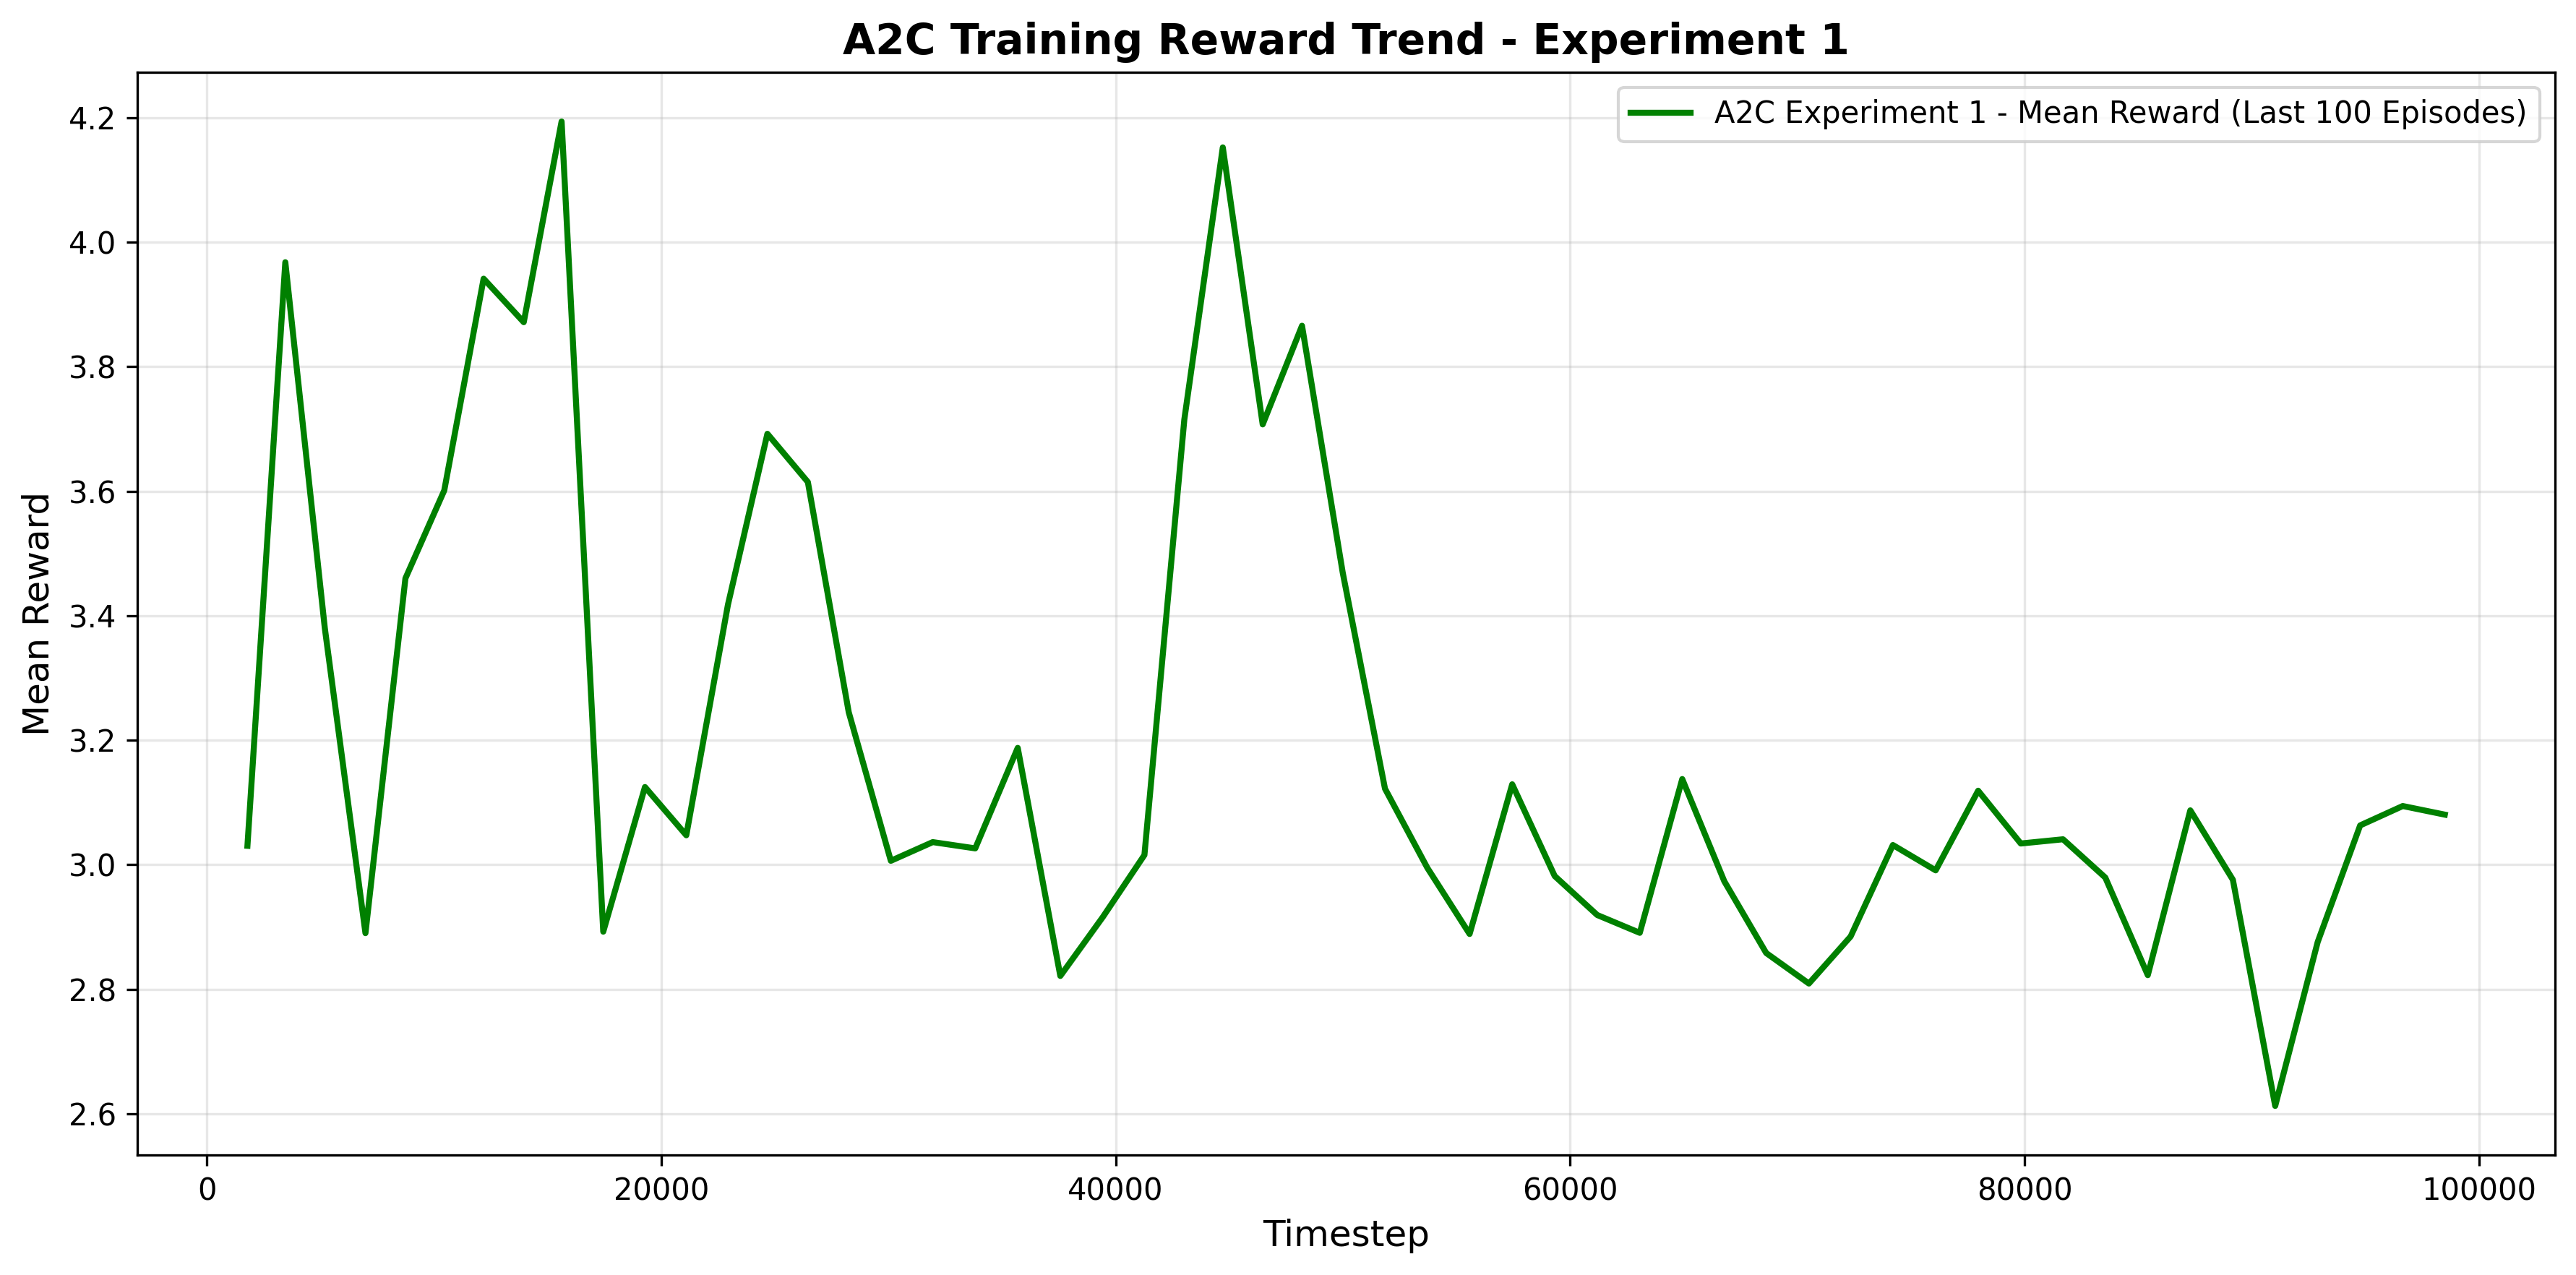 A2C Training Reward Trend - Experiment 1
A2C Experiment 1 - Mean Reward (Last 100 Episodes)
4.2
4.0
3.8
3.6
3.4
3.2
3.0
2.8
2.6
Mean Reward
0 20000 40000 60000 80000 100000
Timestep